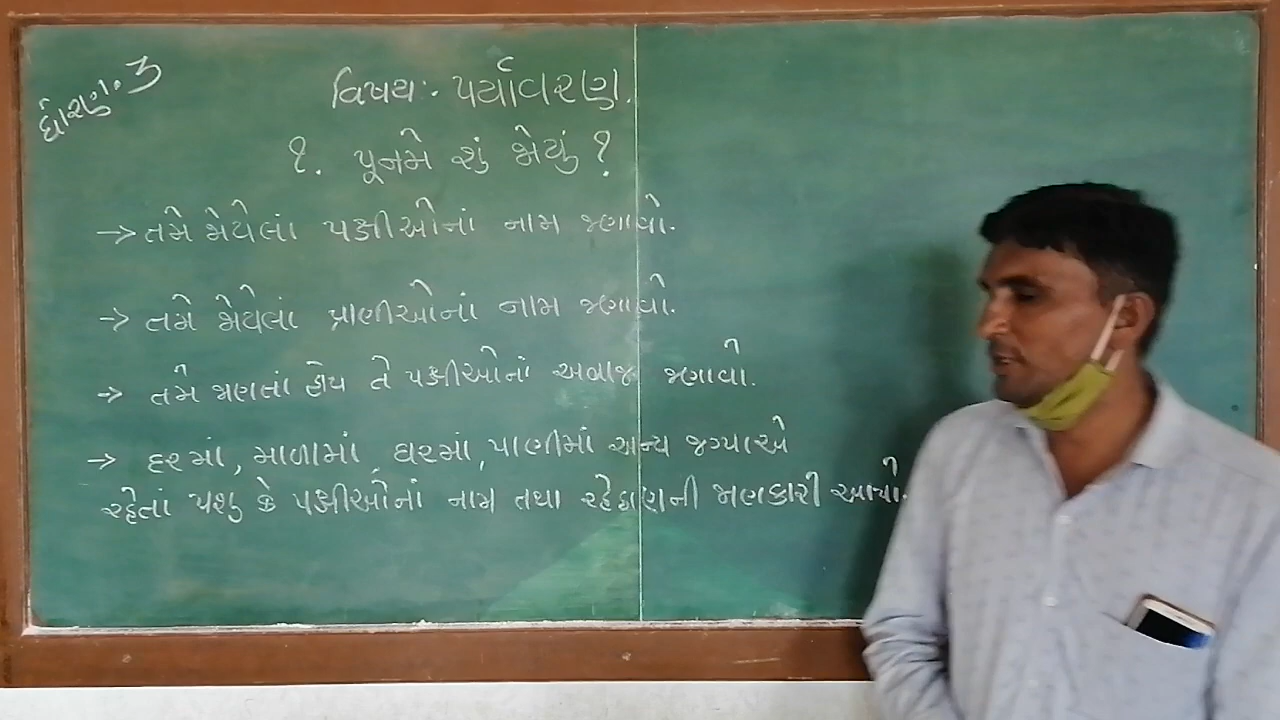 ધોરણ.૩
વિષય:- પર્યાવરણ.
૧. પૂનમે શું જોયું ?
→ તમે જોયેલાં પક્ષીઓનાં નામ જણાવો.
→ તમે જોયેલાં પ્રાણીઓનાં નામ જણાવો.
→ તમે જાણતાં હોય તે પક્ષીઓનાં અવાજ જણાવો.
→ દરમાં, માળામાં, ઘરમાં, પાણીમાં અન્ય જગ્યાએ
રહેતાં પશુ કે પક્ષીઓનાં નામ તથા રહેઠાણની જાણકારી આપો.